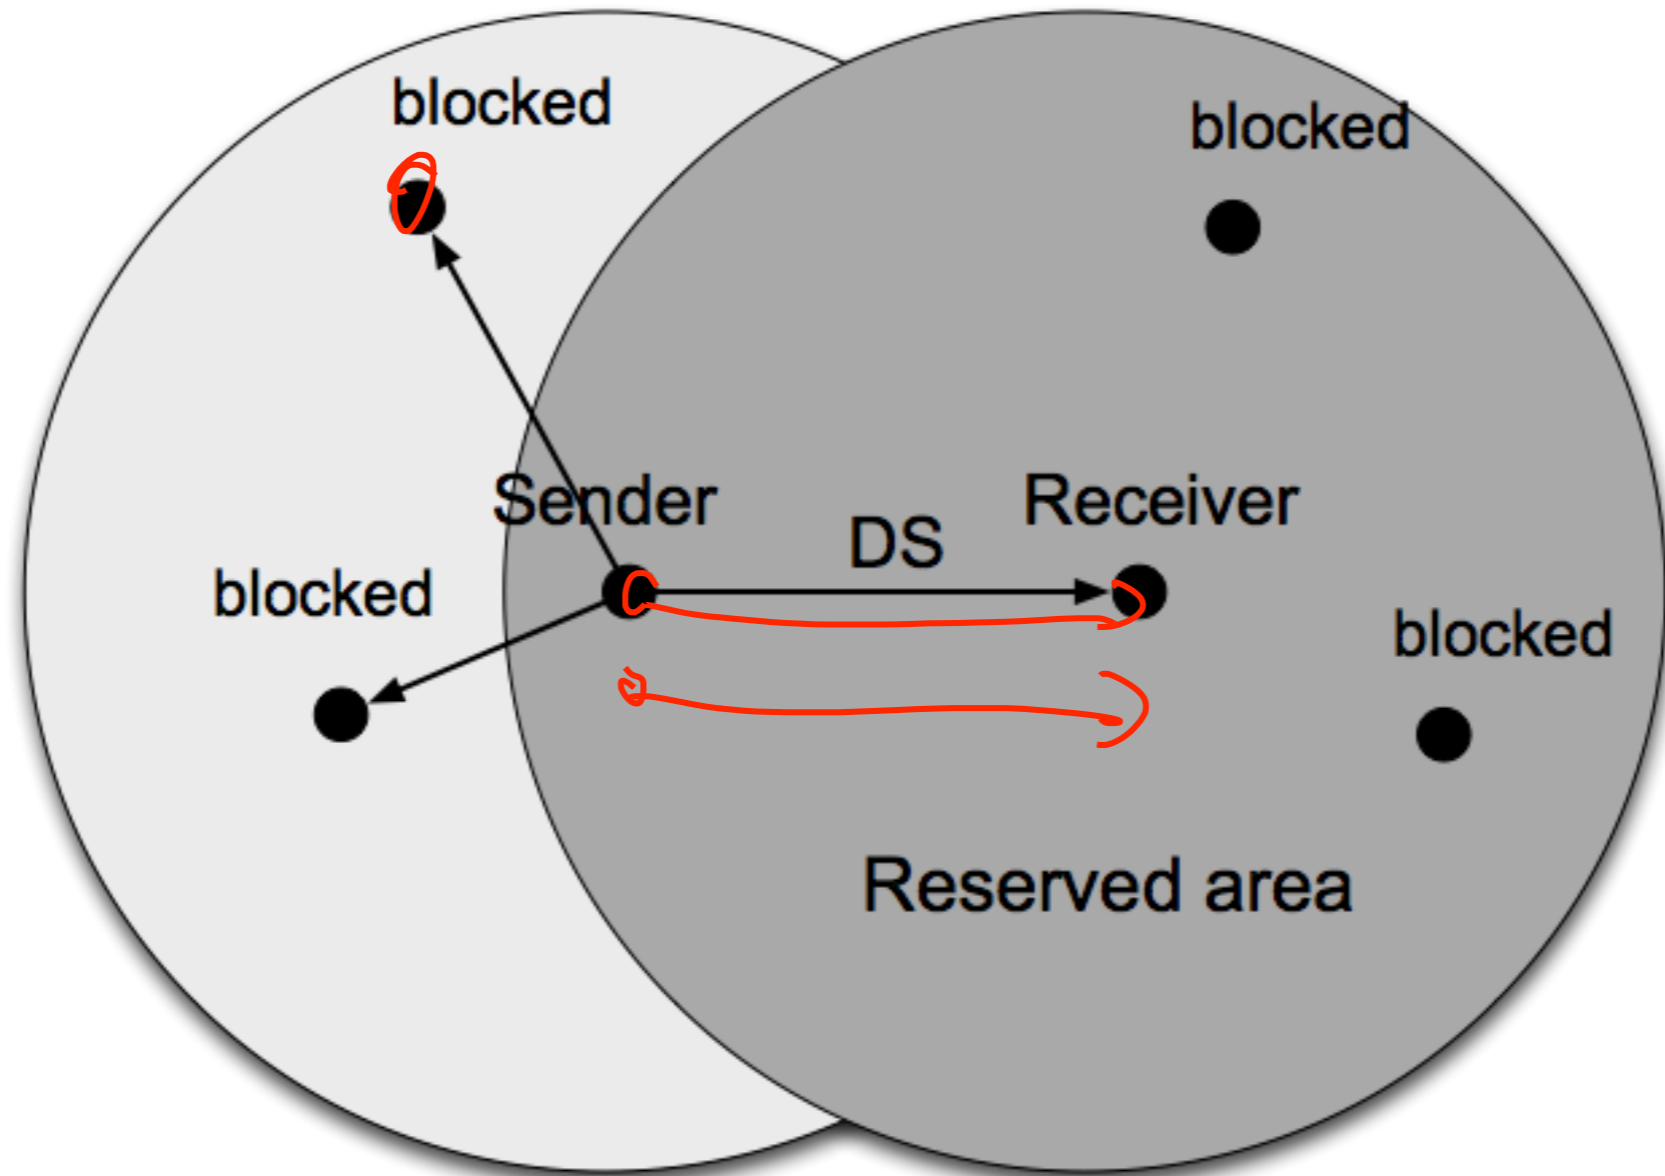 blocked
blocked
Sender
Receiver
DS
blocked
blocked
Reserved area